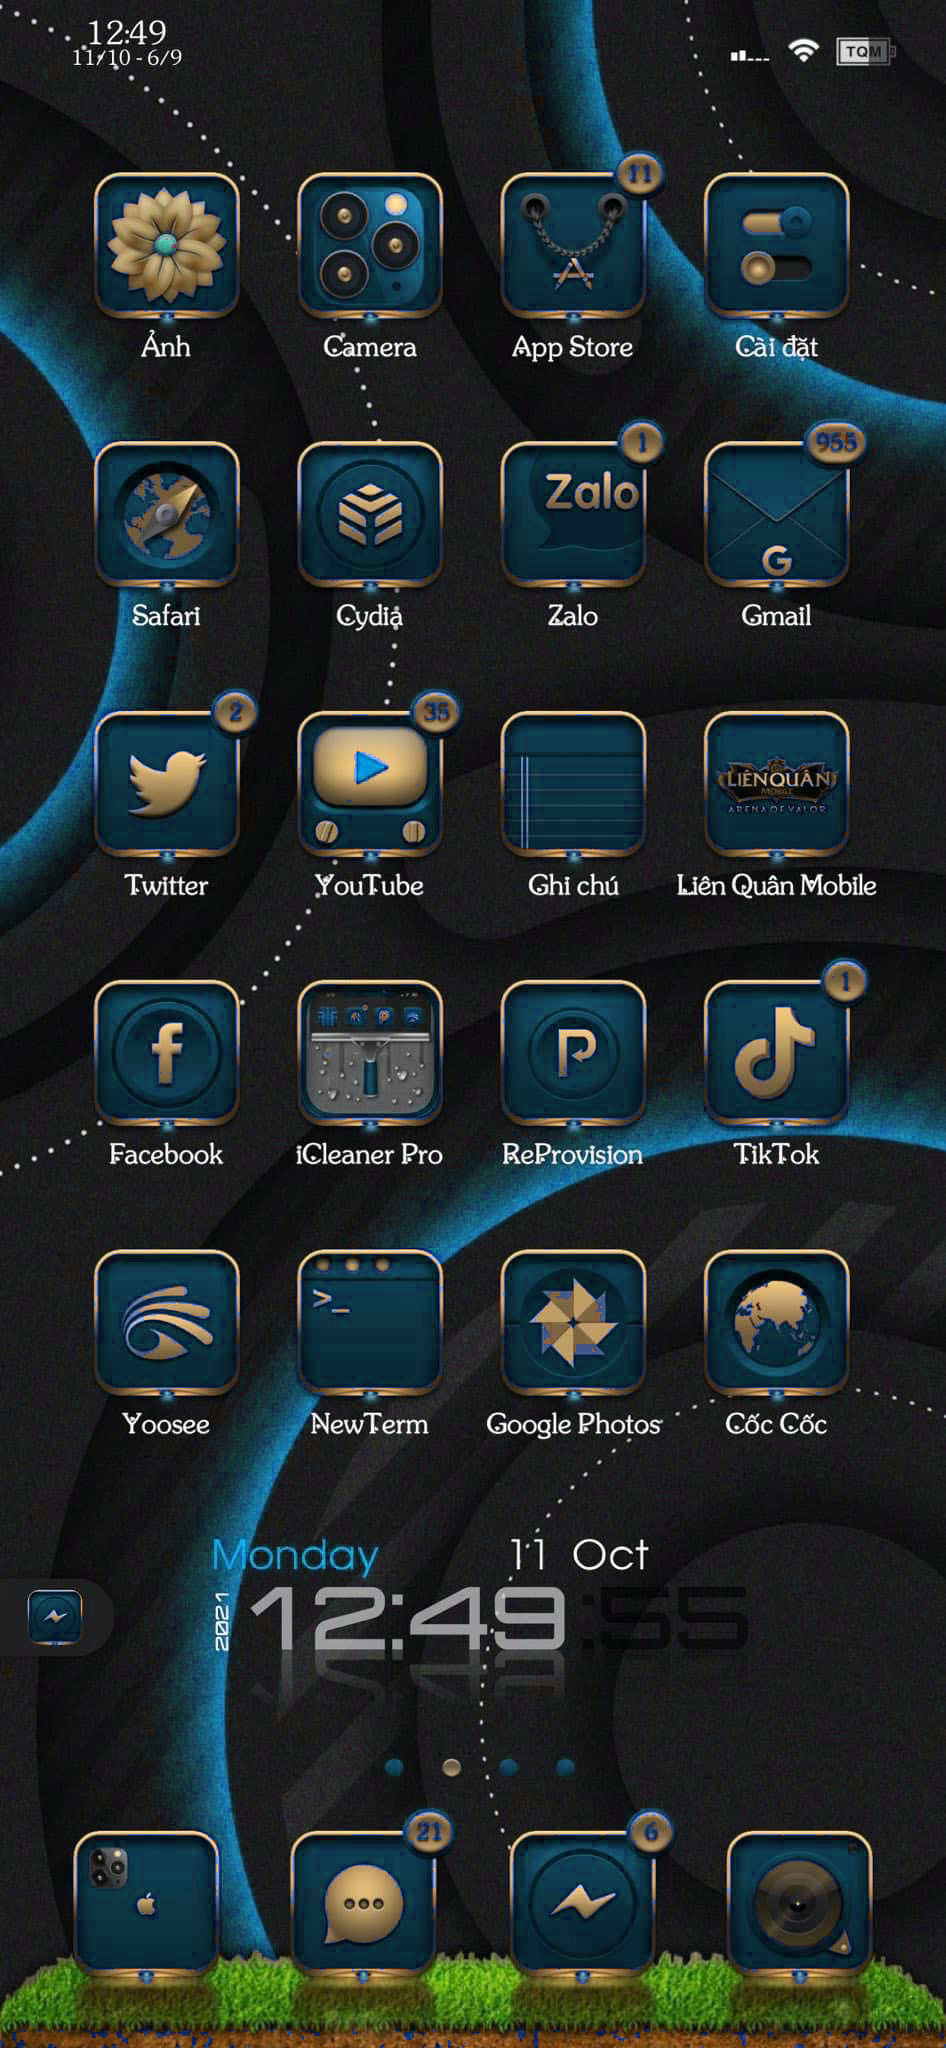 12:49
11/10 - 6/9
TQM
11
Ảnh
Camera
App Store
Cài đặt
Zalo
1
G
955
Safari
Cydia
Zalo
Gmail
2
35
LIÊN QUÂN
MOBILE
ARENA OF VALOR
Twitter
YouTube
Ghi chú
Liên Quân Mobile
f
P
1
Facebook
iCleaner Pro
ReProvision
TikTok
>_
Yoosee
NewTerm
Google Photos
Cốc Cốc
Monday 11 Oct
2021 12:49:55
21
6